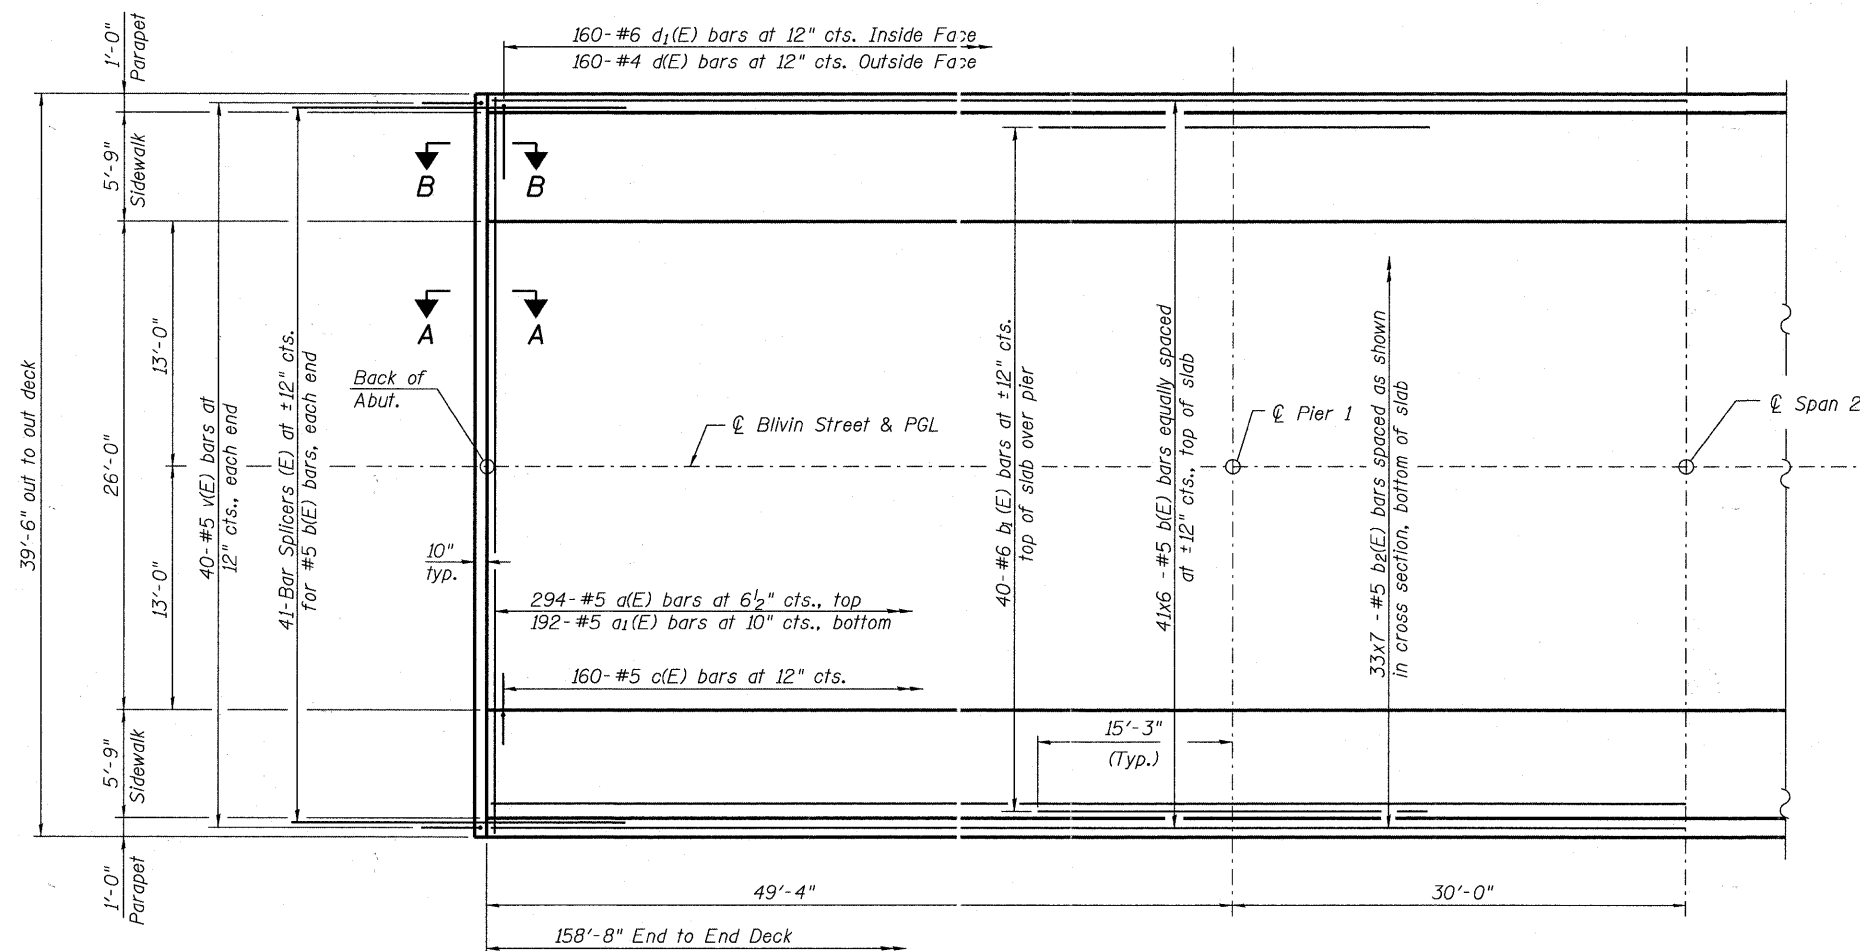 160-#6 d1(E) bars at 12" cts. Inside Face
160-#4 d(E) bars at 12" cts. Outside Face
1'-0"
Parapet
5'-9"
Sidewalk
B
B
A
A
39'-6" out to out deck
26'-0"
13'-0"
13'-0"
40-#5 v(E) bars at
12" cts., each end
41-Bar Splicers (E) at ±12" cts.
for #5 b(E) bars, each end
Back of
Abut.
℄ Blivin Street & PGL
℄ Pier 1
℄ Span 2
10"
typ.
294-#5 a(E) bars at 6½" cts., top
192-#5 a1(E) bars at 10" cts., bottom
160-#5 c(E) bars at 12" cts.
40-#6 b1(E) bars at ±12" cts.
top of slab over pier
41x6 -#5 b(E) bars equally spaced
at ±12" cts., top of slab
33x7 -#5 b2(E) bars spaced as shown
in cross section, bottom of slab
15'-3"
(Typ.)
5'-9"
Sidewalk
1'-0"
Parapet
49'-4"
30'-0"
158'-8" End to End Deck